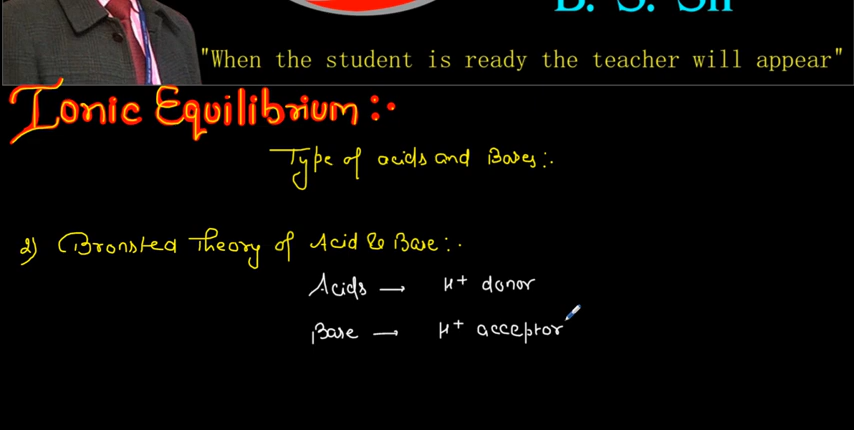 B. S. Sir
"When the student is ready the teacher will appear"
Ionic Equilibrium:-
Type of acids and Bases:-
2) Bronsted Theory of Acid & Base:-
Acids → H+ donor
Base → H+ acceptor